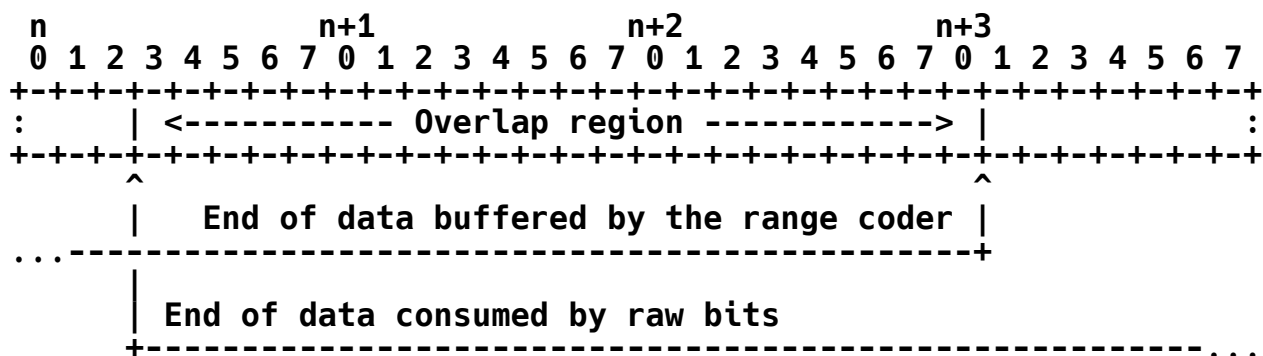 n              n+1             n+2             n+3
 0 1 2 3 4 5 6 7 0 1 2 3 4 5 6 7 0 1 2 3 4 5 6 7 0 1 2 3 4 5 6 7
+-+-+-+-+-+-+-+-+-+-+-+-+-+-+-+-+-+-+-+-+-+-+-+-+-+-+-+-+-+-+-+-+
:     | <----------- Overlap region ------------> |             :
+-+-+-+-+-+-+-+-+-+-+-+-+-+-+-+-+-+-+-+-+-+-+-+-+-+-+-+-+-+-+-+-+
      ^                                           ^
      |   End of data buffered by the range coder |
...-----------------------------------------------+
      |
      | End of data consumed by raw bits
      +-------------------------------------------------------...